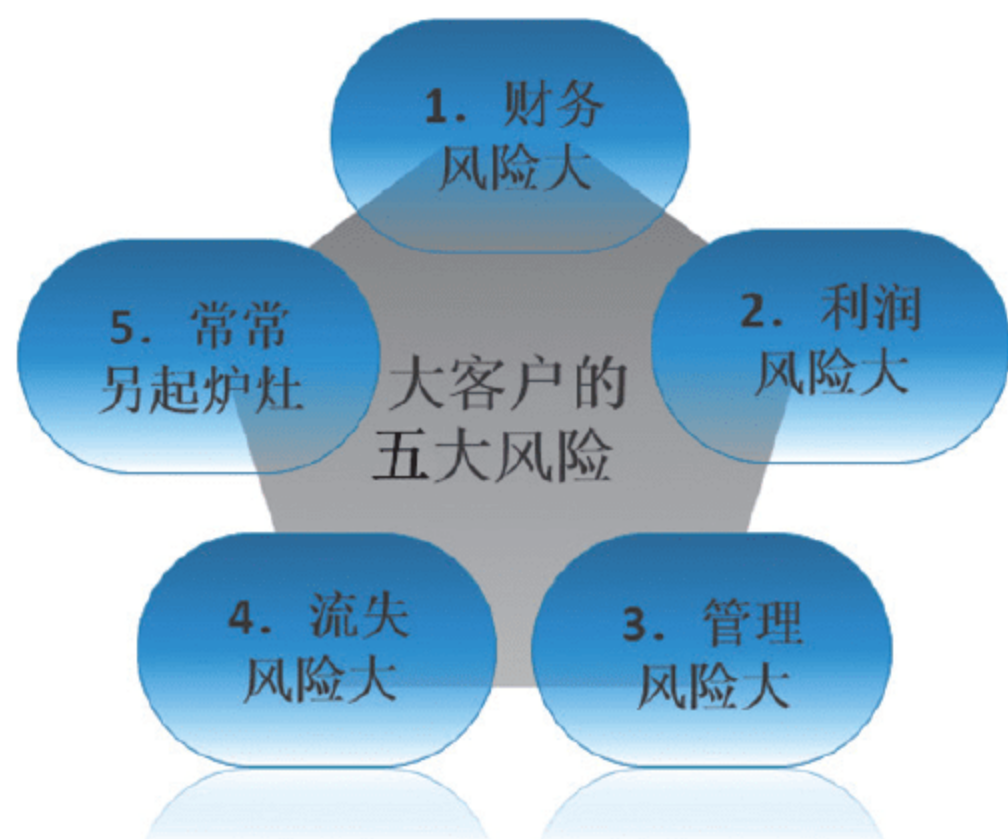 大客户的
五大风险
1. 财务
风险大
2. 利润
风险大
3. 管理
风险大
4. 流失
风险大
5. 常常
另起炉灶